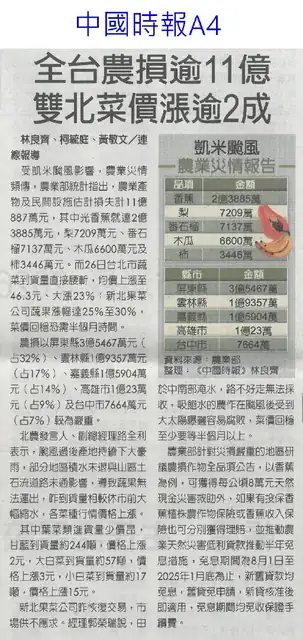 中國時報A4
全台農損逾11億
雙北菜價漲逾2成
林良齊、柯毓庭、黃敬文／連
線報導
受凱米颱風影響，農業災情
頻傳，農業部統計指出，農業產
物及民間設施估計損失計11億
887萬元，其中光香蕉就達2億
3885萬元，梨7209萬元、番石
榴7137萬元、木瓜6600萬元及
柿3446萬元。而26日台北市蔬
菜到貨量直接腰斬，均價上漲至
46.3元、大漲23%；新北果菜
公司蔬果漲幅達25%至30%，
菜價回穩恐需半個月時間。
農損以屏東縣3億5467萬元（
占32%）、雲林縣1億9357萬元
（占17%）、嘉義縣1億5904萬
元（占14%）、高雄市1億23萬
元（占9%）及台中市7664萬元
（占7%）較為嚴重。
北農發言人、副總經理路全利
表示，颱風過後產地持續下大豪
雨，部分地區積水未退與山區土
石流道路未通影響，導致蔬果無
法運出，昨到貨量相較休市前大
幅縮水，各菜種行情價格上漲。
其中葉菜類進貨量少價昂，
甘藍到貨量約244噸，價格上漲
2元，大白菜到貨量約57噸，價
格上漲3元，小白菜到貨量約17
噸，價格上漲15元。
新北果菜公司昨恢復交易，市
場供不應求。經理郭榮瑞說，由
凱米颱風
農業災情報告
品項 金額
香蕉 2億3885萬
梨 7209萬
番石榴 7137萬
木瓜 6600萬
柿 3446萬
縣市 金額
屏東縣 3億5467萬
雲林縣 1億9357萬
嘉義縣 1億5904萬
高雄市 1億23萬
台中市 7664萬
資料來源：農業部
整理：《中國時報》林良齊
於中南部淹水，路不好走無法採
收，吸飽水的農作在颱風後受到
大太陽曝曬容易腐敗，菜價回穩
至少要等半個月以上。
農業部針對災損嚴重的地區研
議農損作物全品項公告，以香蕉
為例，可獲得每公頃8萬元天然
現金災害救助外，如果有投保香
蕉植株農作物保險或香蕉收入保
險也可分別獲得理賠，並推動農
業天然災害低利貸款推動半年免
息措施，免息期間為8月1日至
2025年1月底為止，新舊貸款均
免息，舊貸免申請，新貸核准後
即適用，免息期間均免收保證手
續費。